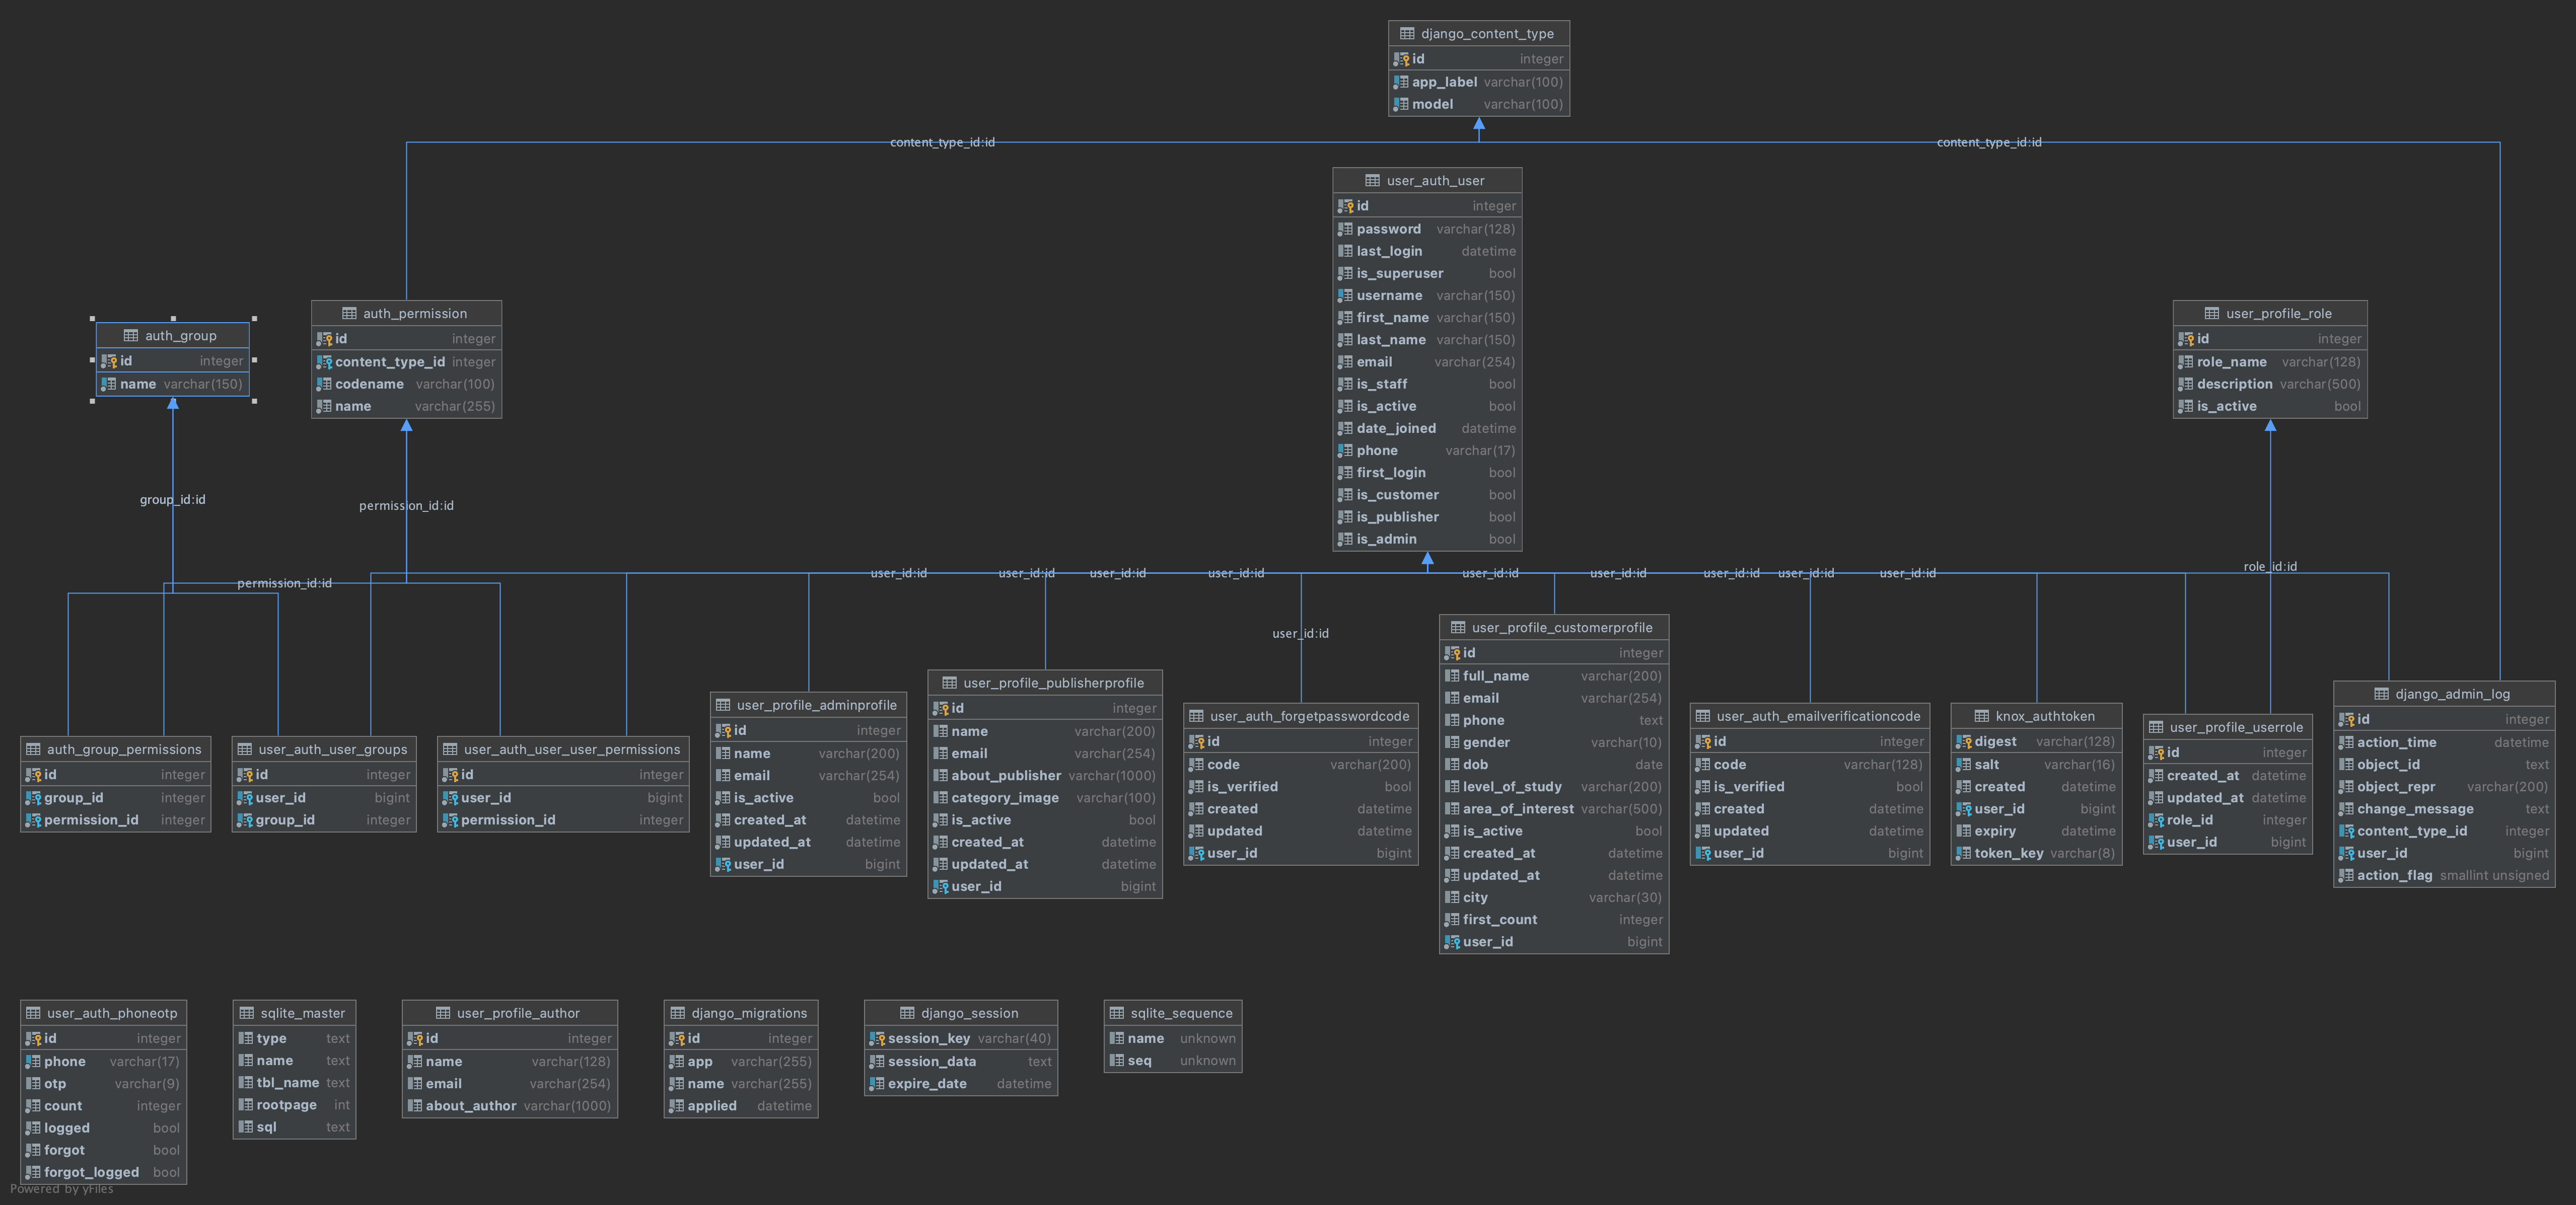 django_content_type
id integer
app_label varchar(100)
model varchar(100)
content_type_id:id
content_type_id:id
user_auth_user
id integer
password varchar(128)
last_login datetime
is_superuser bool
username varchar(150)
first_name varchar(150)
last_name varchar(150)
email varchar(254)
is_staff bool
is_active bool
date_joined datetime
phone varchar(17)
first_login bool
is_customer bool
is_publisher bool
is_admin bool
auth_group
id integer
name varchar(150)
auth_permission
id integer
content_type_id integer
codename varchar(100)
name varchar(255)
user_profile_role
id integer
role_name varchar(128)
description varchar(500)
is_active bool
group_id:id
permission_id:id
permission_id:id
user_id:id
user_id:id
user_id:id
user_id:id
user_id:id
user_id:id
user_id:id
user_id:id
user_id:id
role_id:id
user_id:id
auth_group_permissions
id integer
group_id integer
permission_id integer
user_auth_user_groups
id integer
user_id bigint
group_id integer
user_auth_user_user_permissions
id integer
user_id bigint
permission_id integer
user_profile_adminprofile
id integer
name varchar(200)
email varchar(254)
is_active bool
created_at datetime
updated_at datetime
user_id bigint
user_profile_publisherprofile
id integer
name varchar(200)
email varchar(254)
about_publisher varchar(1000)
category_image varchar(100)
is_active bool
created_at datetime
updated_at datetime
user_id bigint
user_auth_forgetpasswordcode
id integer
code varchar(200)
is_verified bool
created datetime
updated datetime
user_id bigint
user_profile_customerprofile
id integer
full_name varchar(200)
email varchar(254)
phone text
gender varchar(10)
dob date
level_of_study varchar(200)
area_of_interest varchar(500)
is_active bool
created_at datetime
updated_at datetime
city varchar(30)
first_count integer
user_id bigint
user_auth_emailverificationcode
id integer
code varchar(128)
is_verified bool
created datetime
updated datetime
user_id bigint
knox_authtoken
digest varchar(128)
salt varchar(16)
created datetime
user_id bigint
expiry datetime
token_key varchar(8)
user_profile_userrole
id integer
created_at datetime
updated_at datetime
role_id integer
user_id bigint
django_admin_log
id integer
action_time datetime
object_id text
object_repr varchar(200)
change_message text
content_type_id integer
user_id bigint
action_flag smallint unsigned
user_auth_phoneotp
id integer
phone varchar(17)
otp varchar(9)
count integer
logged bool
forgot bool
forgot_logged bool
sqlite_master
type text
name text
tbl_name text
rootpage int
sql text
user_profile_author
id integer
name varchar(128)
email varchar(254)
about_author varchar(1000)
django_migrations
id integer
app varchar(255)
name varchar(255)
applied datetime
django_session
session_key varchar(40)
session_data text
expire_date datetime
sqlite_sequence
name unknown
seq unknown
Powered by yFiles